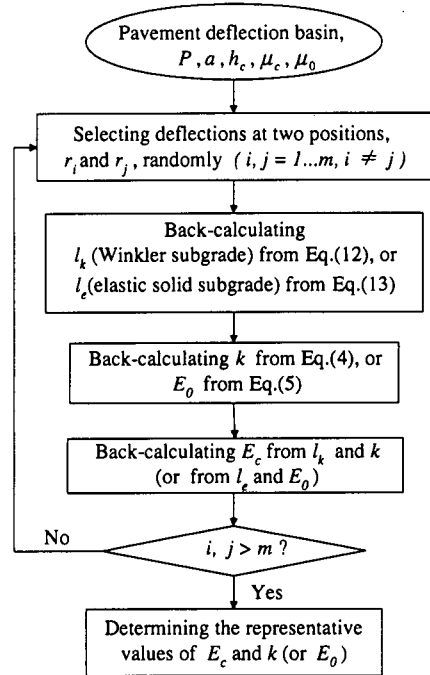 Pavement deflection basin,
P, a, h_c, μ_c, μ_0
Selecting deflections at two positions,
r_i and r_j, randomly (i, j = 1...m, i ≠ j)
Back-calculating
l_k (Winkler subgrade) from Eq.(12), or
l_e(elastic solid subgrade) from Eq.(13)
Back-calculating k from Eq.(4), or
E_0 from Eq.(5)
Back-calculating E_c from l_k and k
(or from l_e and E_0)
No
i, j > m ?
Yes
Determining the representative
values of E_c and k (or E_0)